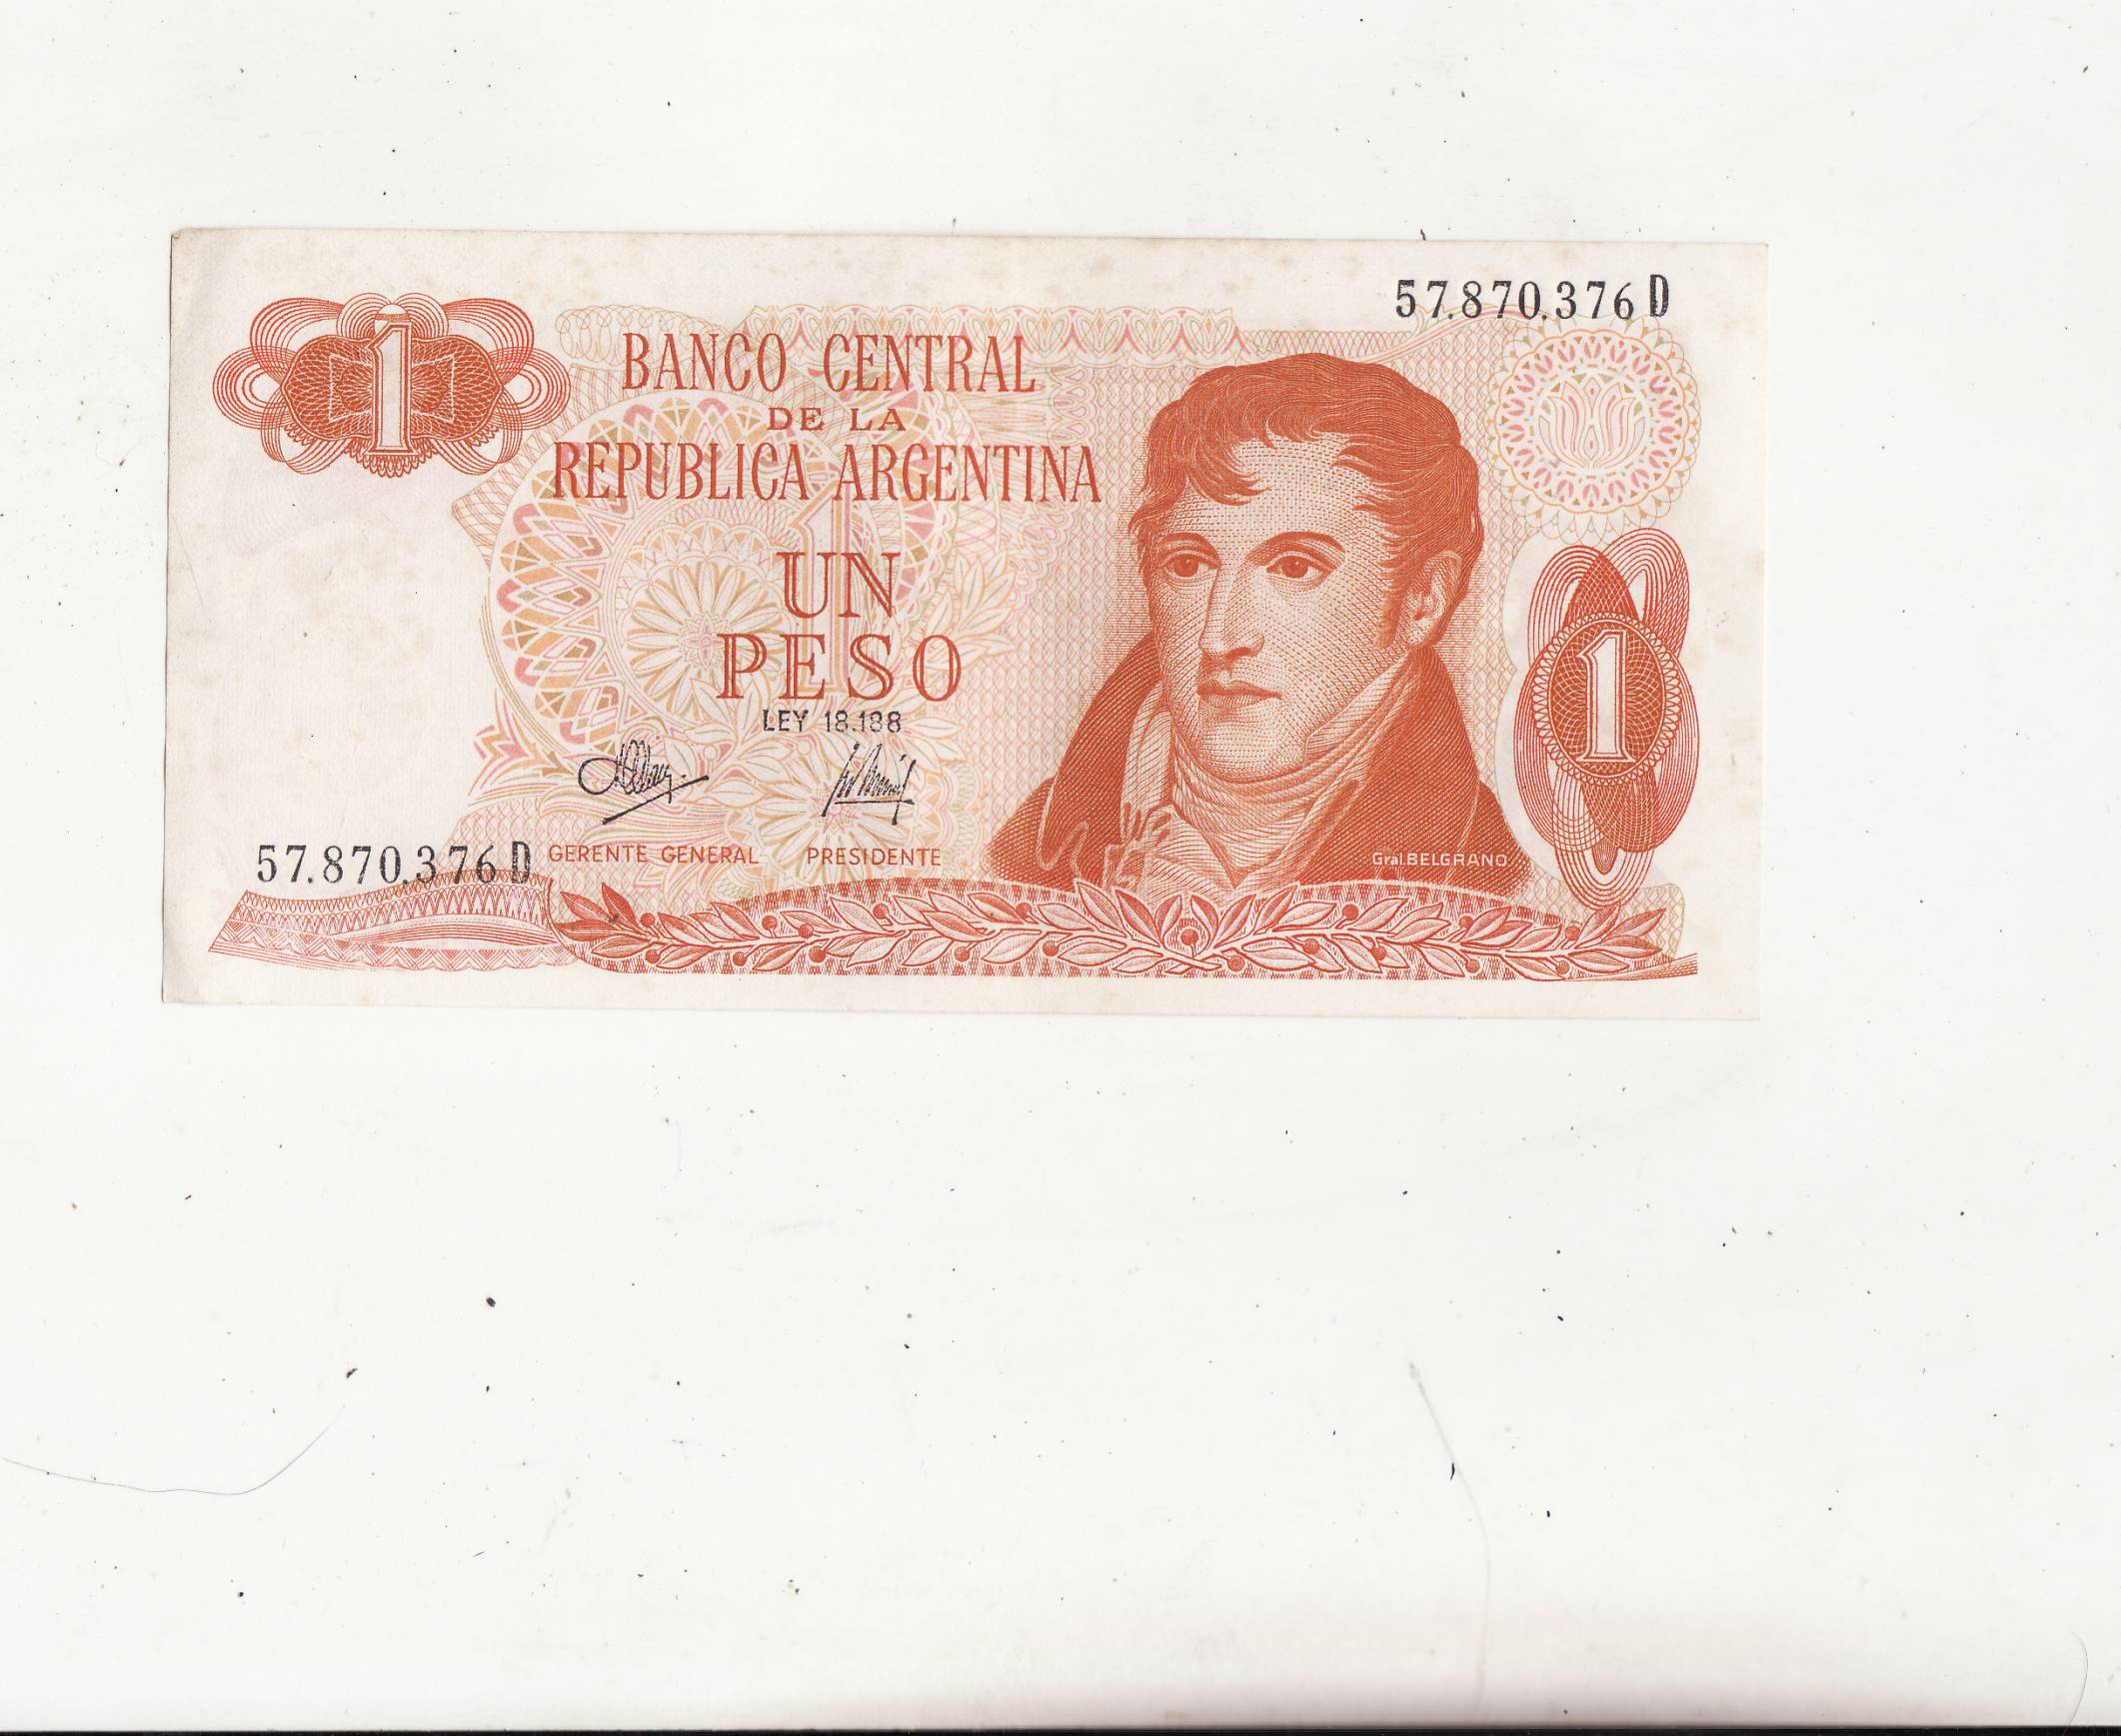 57.870.376 D
1
BANCO CENTRAL
DE LA
REPUBLICA ARGENTINA
1
UN
PESO
LEY 18.188
1
57.870.376 D
GERENTE GENERAL
PRESIDENTE
Gral.BELGRANO